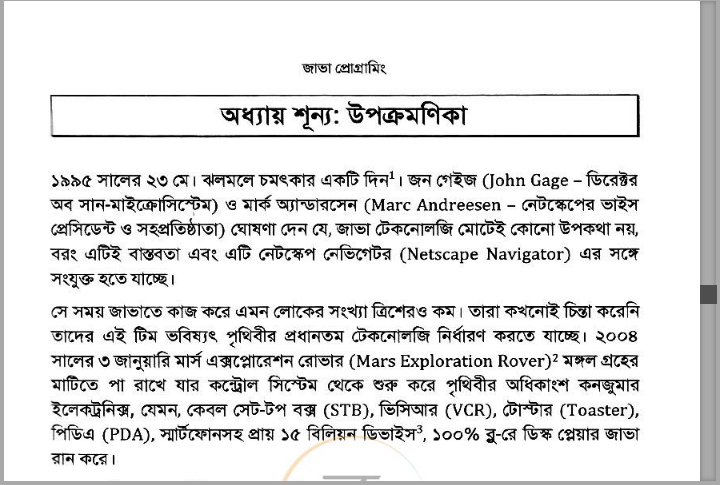 জাভা প্রোগ্রামিং
অধ্যায় শূন্য: উপক্রমণিকা
১৯৯৫ সালের ২৩ মে। ঝলমলে চমৎকার একটি দিন¹। জন গেইজ (John Gage – ডিরেক্টর
অব সান-মাইক্রোসিস্টেম) ও মার্ক অ্যান্ডারসেন (Marc Andreesen – নেটস্কেপের ভাইস
প্রেসিডেন্ট ও সহপ্রতিষ্ঠাতা) ঘোষণা দেন যে, জাভা টেকনোলজি মোটেই কোনো উপকথা নয়,
বরং এটিই বাস্তবতা এবং এটি নেটস্কেপ নেভিগেটর (Netscape Navigator) এর সঙ্গে
সংযুক্ত হতে যাচ্ছে।
সে সময় জাভাতে কাজ করে এমন লোকের সংখ্যা ত্রিশেরও কম। তারা কখনোই চিন্তা করেনি
তাদের এই টিম ভবিষ্যৎ পৃথিবীর প্রধানতম টেকনোলজি নির্ধারণ করতে যাচ্ছে। ২০০৪
সালের ৩ জানুয়ারি মার্স এক্সপ্লোরেশন রোভার (Mars Exploration Rover)² মঙ্গল গ্রহের
মাটিতে পা রাখে যার কন্ট্রোল সিস্টেম থেকে শুরু করে পৃথিবীর অধিকাংশ কনজুমার
ইলেকট্রনিক্স, যেমন, কেবল সেট-টপ বক্স (STB), ভিসিআর (VCR), টোস্টার (Toaster),
পিডিএ (PDA), স্মার্টফোনসহ প্রায় ১৫ বিলিয়ন ডিভাইস³, ১০০% ব্লু-রে ডিস্ক প্লেয়ার জাভা
রান করে।